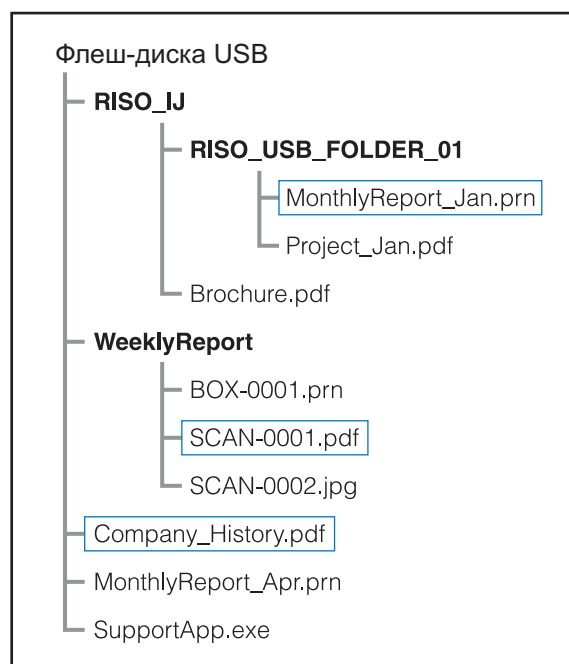 Флеш-диска USB
RISO_IJ
RISO_USB_FOLDER_01
MonthlyReport_Jan.prn
Project_Jan.pdf
Brochure.pdf
WeeklyReport
BOX-0001.prn
SCAN-0001.pdf
SCAN-0002.jpg
Company_History.pdf
MonthlyReport_Apr.prn
SupportApp.exe